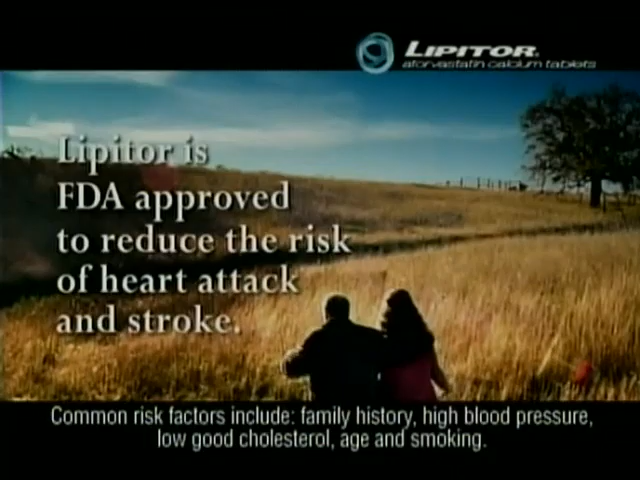 LIPITOR®
atorvastatin calcium tablets
Lipitor is
FDA approved
to reduce the risk
of heart attack
and stroke.
Common risk factors include: family history, high blood pressure,
low good cholesterol, age and smoking.